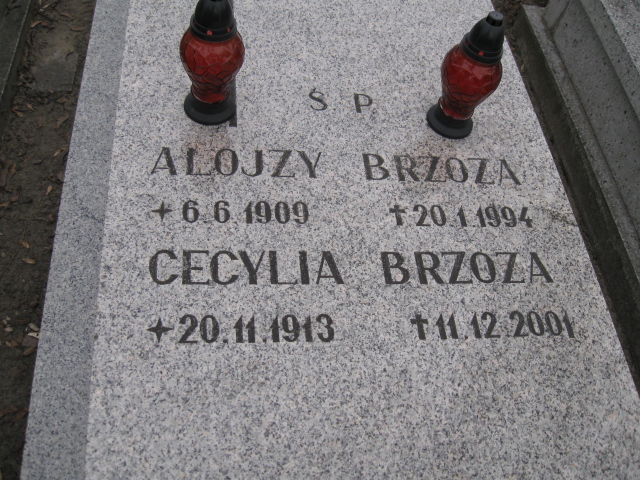 S P
ALOJZY BRZOZA
6.6.1909 †20.1.1994
CECYLIA BRZOZA
20.11.1913 †11.12.2001